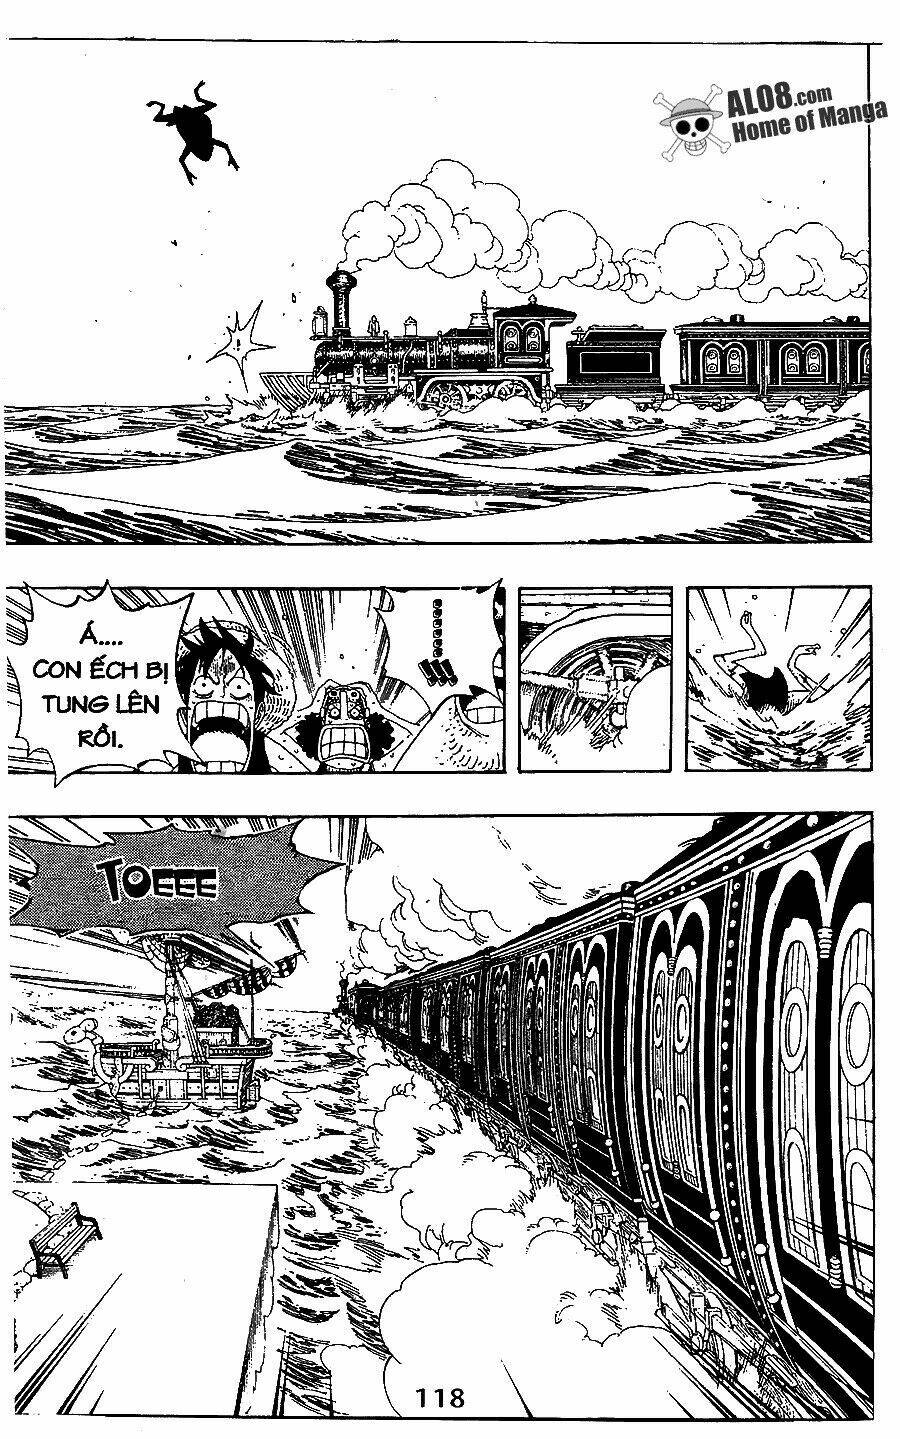 AL08.com
Home of Manga
......!!!
Á....
CON ẾCH BỊ
TUNG LÊN
RỒI.
TOEEE
118